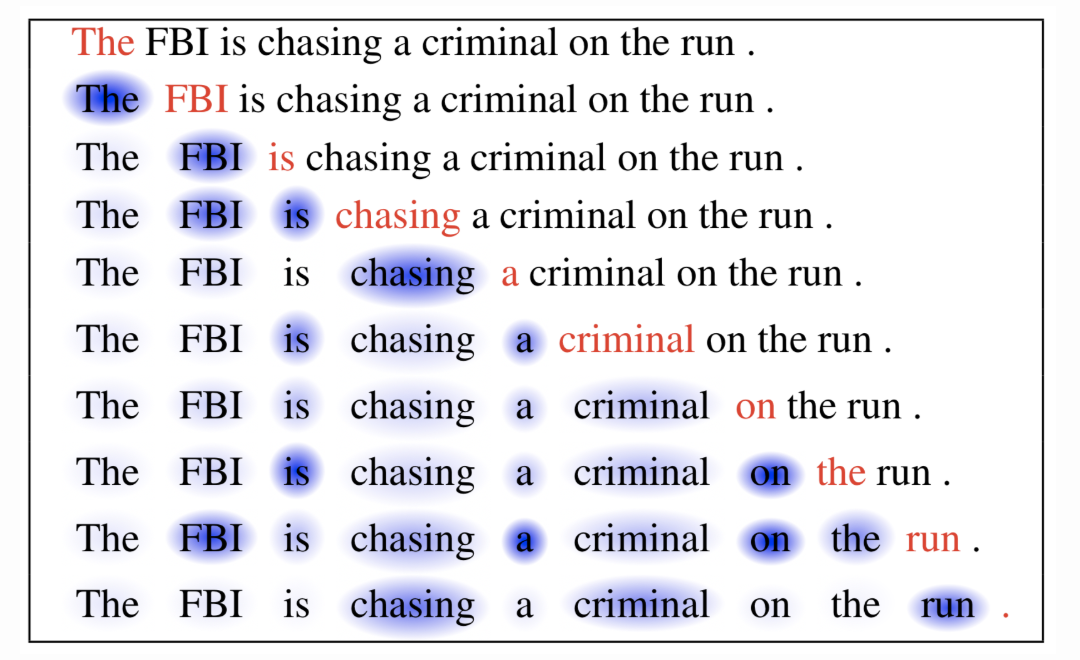 The FBI is chasing a criminal on the run .
The FBI is chasing a criminal on the run .
The FBI is chasing a criminal on the run .
The FBI is chasing a criminal on the run .
The FBI is chasing a criminal on the run .
The FBI is chasing a criminal on the run .
The FBI is chasing a criminal on the run .
The FBI is chasing a criminal on the run .
The FBI is chasing a criminal on the run .
The FBI is chasing a criminal on the run .